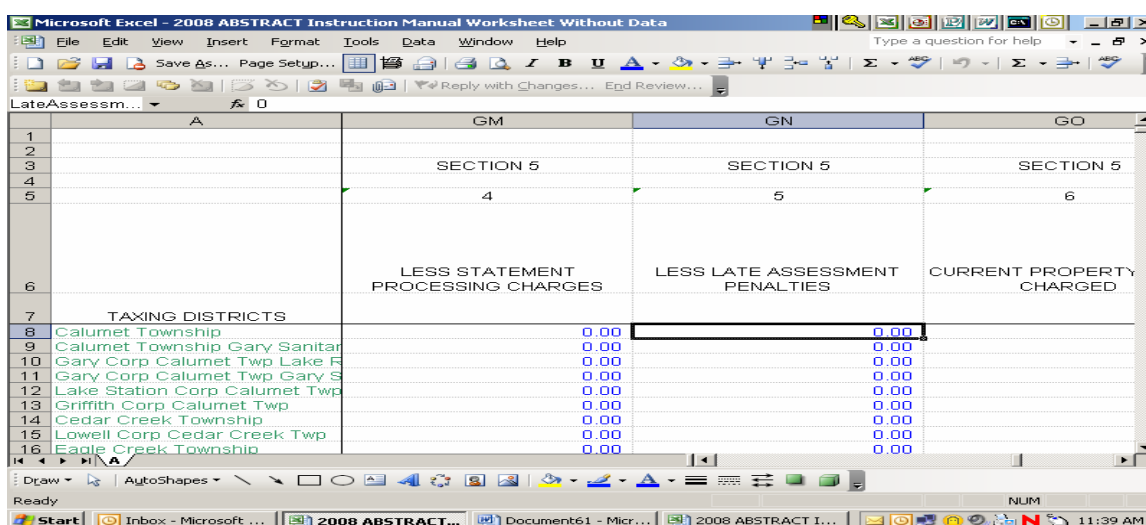 Microsoft Excel - 2008 ABSTRACT Instruction Manual Worksheet Without Data
File Edit View Insert Format Tools Data Window Help Type a question for help
Save As... Page Setup...
Reply with Changes... End Review...
LateAssessm... fx 0
A GM GN GO
1
2
3 SECTION 5 SECTION 5 SECTION 5
4
5 4 5 6
LESS STATEMENT LESS LATE ASSESSMENT CURRENT PROPERTY
6 PROCESSING CHARGES PENALTIES CHARGED
7 TAXING DISTRICTS
8 Calumet Township 0.00 0.00
9 Calumet Township Gary Sanitar 0.00 0.00
10 Gary Corp Calumet Twp Lake R 0.00 0.00
11 Gary Corp Calumet Twp Gary S 0.00 0.00
12 Lake Station Corp Calumet Twp 0.00 0.00
13 Griffith Corp Calumet Twp 0.00 0.00
14 Cedar Creek Township 0.00 0.00
15 Lowell Corp Cedar Creek Twp 0.00 0.00
16 Eagle Creek Township 0.00 0.00
A
Draw AutoShapes
Ready NUM
Start Inbox - Microsoft ... 2008 ABSTRACT... Document61 - Micr... 2008 ABSTRACT I... 11:39 AM